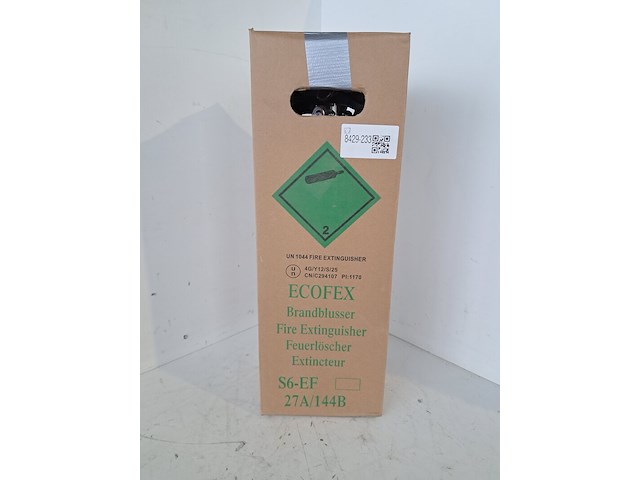 8429-233
2
UN 1044 FIRE EXTINGUISHER
u
n
4G/Y12/S/25
CN/C294107 PI:1170
ECOFEX
Brandblusser
Fire Extinguisher
Feuerlöscher
Extincteur
S6-EF
27A/144B